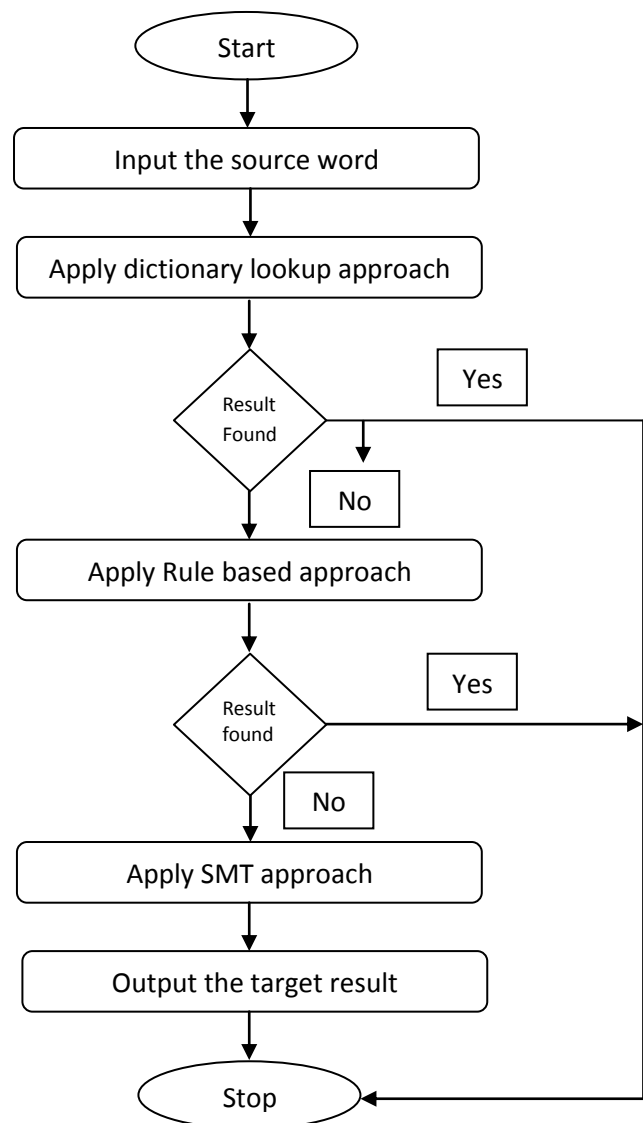 Start
Input the source word
Apply dictionary lookup approach
Yes
Result
Found
No
Apply Rule based approach
Yes
Result
found
No
Apply SMT approach
Output the target result
Stop